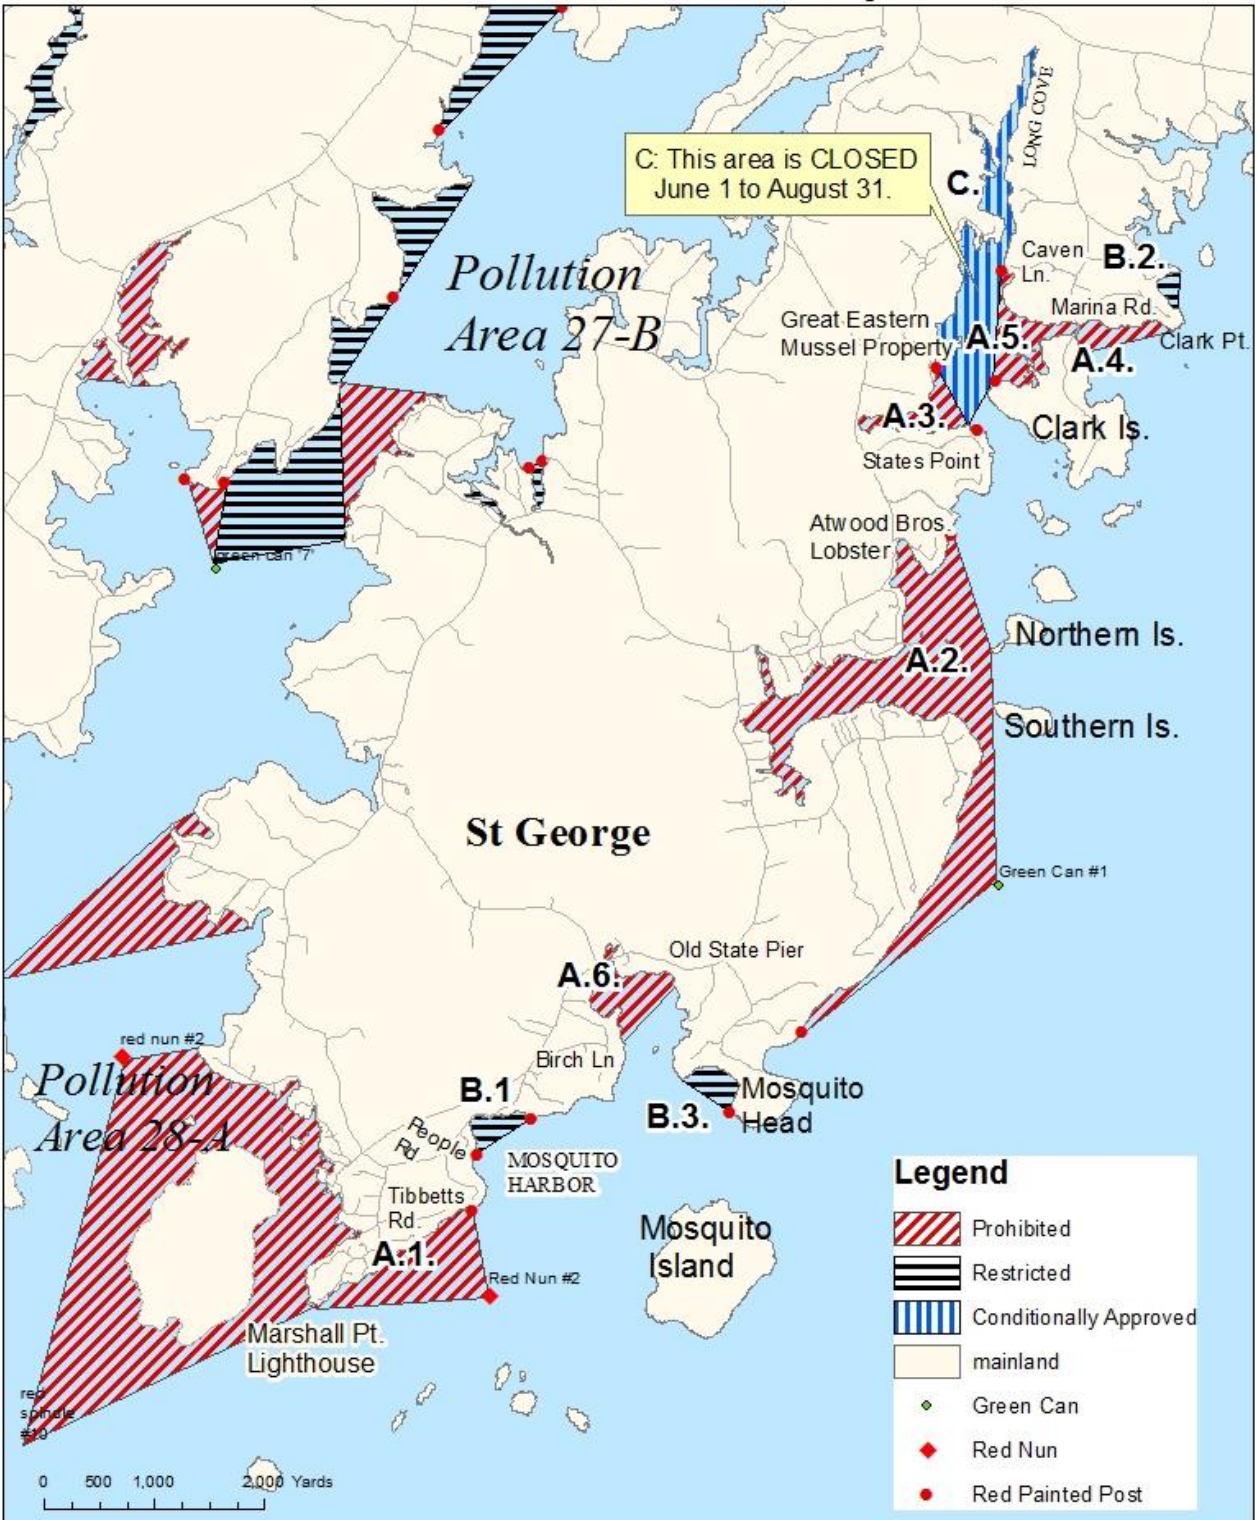 LONG COVE
C: This area is CLOSED
June 1 to August 31.
C.
Caven
Ln.
B.2.
Pollution
Area 27-B
Great Eastern
Mussel Property
Marina Rd.
A.5.
Clark Pt.
A.4.
A.3.
Clark Is.
States Point
Atwood Bros.
Lobster
green can "7"
Northern Is.
A.2.
Southern Is.
St George
Green Can #1
Old State Pier
A.6.
red nun #2
Birch Ln
Pollution
Area 28-A
B.1
Mosquito
Head
B.3.
People
Rd
MOSQUITO
HARBOR
Tibbetts
Rd.
A.1.
Mosquito
Island
Red Nun #2
Marshall Pt.
Lighthouse
red
spindle
#10
Legend
Prohibited
Restricted
Conditionally Approved
mainland
Green Can
Red Nun
Red Painted Post
0 500 1,000 2,000 Yards